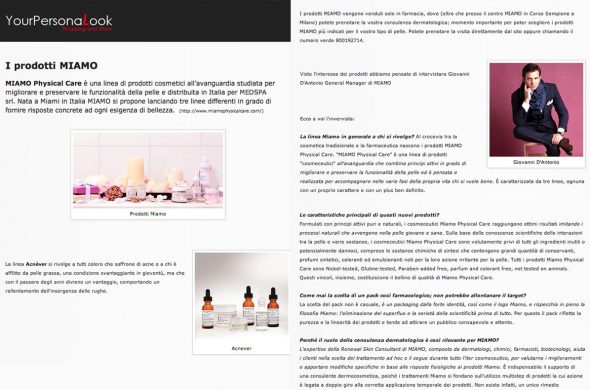 YourPersonaLook
Shopping and More
I prodotti MIAMO
MIAMO Physical Care è una linea di prodotti cosmetici all'avanguardia studiata per
migliorare e preservare le funzionalità della pelle e distribuita in Italia per MEDSPA
srl. Nata a Miami in Italia MIAMO si propone lanciando tre linee differenti in grado di
fornire risposte concrete ad ogni esigenza di bellezza. (http://www.miamophysicalcare.com/)
Prodotti Miamo
La linea Acnéver si rivolge a tutti coloro che soffrono di acne e a chi è
afflitto da pelle grassa, una condizione svantaggiante in gioventù, ma che
con il passare degli anni diviene un vantaggio, comportando un
rallentamento dell'insorgenza delle rughe.
Acnever
I prodotti MIAMO vengono venduti solo in farmacia, dove (oltre che presso il centro MIAMO in Corso Sempione a
Milano) potete prenotare la vostra consulenza dermatologica; momento importante per poter scegliere i prodotti
MIAMO più indicati per il vostro tipo di pelle. Potete prenotare la visita direttamente dal sito oppure chiamando il
numero verde 800192714.
Visto l'interesse dei prodotti abbiamo pensato di intervistare Giovanni
D'Antonio General Manager di MIAMO
Ecco a voi l'invervista:
La linea Miamo in generale a chi si rivolge? Al crocevia tra la
cosmetica tradizionale e la farmaceutica nascono i prodotti MIAMO
Physical Care. "MIAMO Physical Care" è una linea di prodotti
"cosmeceutici" all'avanguardia che combina principi attivi in grado di
migliorare e preservare la funzionalità della pelle ed è pensata e
realizzata per accompagnare nelle varie fasi della propria vita chi si vuole bene. È caratterizzata da tre linee, ognuna
con un proprio carattere e con un plus ben definito.
Giovanni D'Antonio
Le caratteristiche principali di questi nuovi prodotti?
Formulati con principi attivi puri e naturali, i cosmeceutici Miamo Physical Care raggiungono ottimi risultati imitando i
processi naturali che avvengono nella pelle giovane e sana. Sulla base delle conoscenze scientifiche delle interazioni
tra la pelle e varie sostanze, i cosmeceutici Miamo Physical Care sono volutamente privi di tutti gli ingredienti inutili o
potenzialmente dannosi, comprese le sostanze chimiche di sintesi che contengono grandi quantità di conservanti,
profumi sintetici, coloranti ed emulsionanti noti per la loro azione irritante per la pelle. Tutti i prodotti Miamo Physical
Care sono Nickel-tested, Glutine-tested, Paraben-added free, parfum and colorant free, not tested on animals.
Questi vincoli, insieme, costituiscono il bollino di qualità di Miamo Physical Care.
Come mai la scelta di un pack così farmacologico; non potrebbe allontanare il target?
La scelta del pack non è casuale, è un packaging dalla forte identità, così come il logo Miamo, e rispecchia in pieno la
filosofia Miamo: l'eliminazione del superfluo e la serietà della scientificità prima di tutto. Per questo il pack riflette la
purezza e la linearità dei prodotti e tende ad attirare un pubblico consapevole e attento.
Perché il ruolo della consulenza dermatologica è così rilevante per MIAMO?
L'expertise della Renewal Skin Consultant di MIAMO, composto da dermatologi, chimici, farmacisti, biotecnologi, aiuta
i clienti nella scelta del trattamento ad hoc e li segue durante tutto l'iter cosmeceutico, per valutarne i miglioramenti
e apportare modifiche specifiche in base alle risposte fisiologiche ai prodotti Miamo. È indispensabile il supporto di
una consulente dermocosmetica, poiché i trattamenti Miamo si fondano sull'utilizzo multistep di prodotti la cui azione
è legata a doppio giro alla corretta applicazione temporale dei prodotti. Non esiste infatti, un unico rimedio